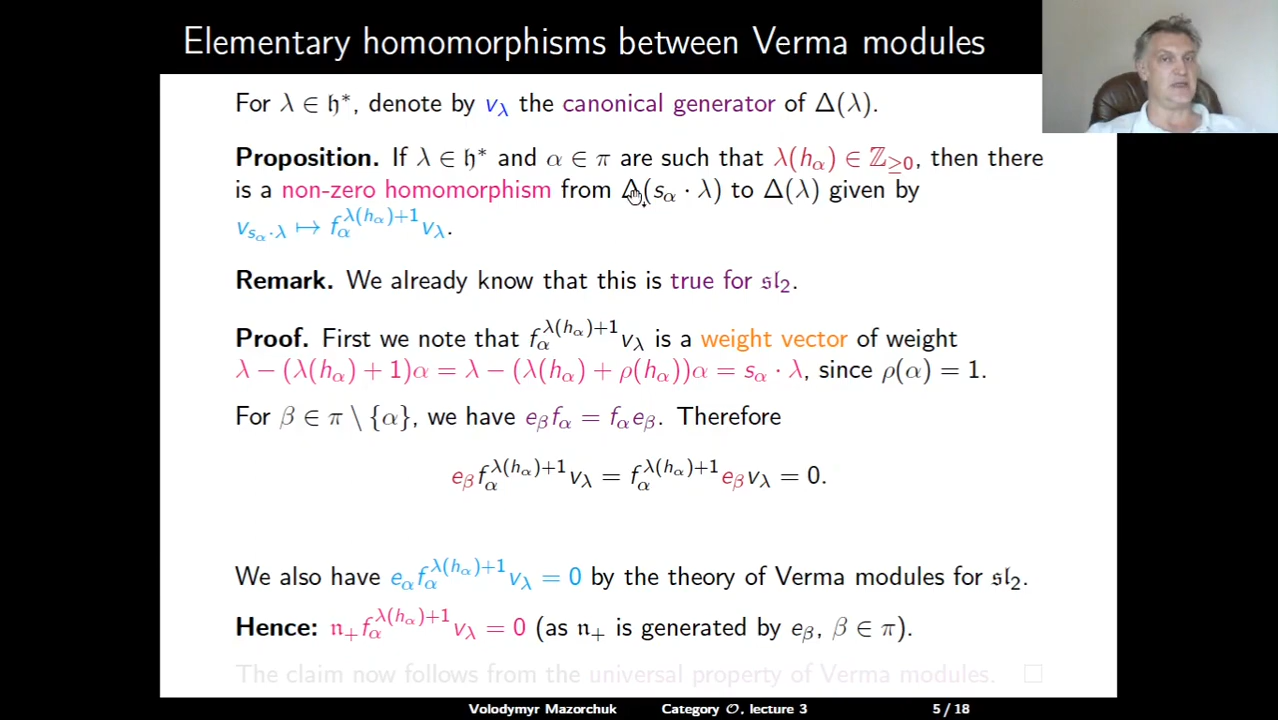 Elementary homomorphisms between Verma modules
For λ ∈ 𝔥*, denote by v_λ the canonical generator of Δ(λ).
Proposition. If λ ∈ 𝔥* and α ∈ π are such that λ(h_α) ∈ ℤ_≥0, then there
is a non-zero homomorphism from Δ(s_α · λ) to Δ(λ) given by
v_{s_α·λ} ↦ f_α^{λ(h_α)+1} v_λ.
Remark. We already know that this is true for 𝔰𝔩₂.
Proof. First we note that f_α^{λ(h_α)+1} v_λ is a weight vector of weight
λ − (λ(h_α) + 1)α = λ − (λ(h_α) + ρ(h_α))α = s_α · λ, since ρ(α) = 1.
For β ∈ π \ {α}, we have e_β f_α = f_α e_β. Therefore
e_β f_α^{λ(h_α)+1} v_λ = f_α^{λ(h_α)+1} e_β v_λ = 0.
We also have e_α f_α^{λ(h_α)+1} v_λ = 0 by the theory of Verma modules for 𝔰𝔩₂.
Hence: 𝔫₊ f_α^{λ(h_α)+1} v_λ = 0 (as 𝔫₊ is generated by e_β, β ∈ π).
The claim now follows from the universal property of Verma modules. □
Volodymyr Mazorchuk Category 𝒪, lecture 3 5 / 18